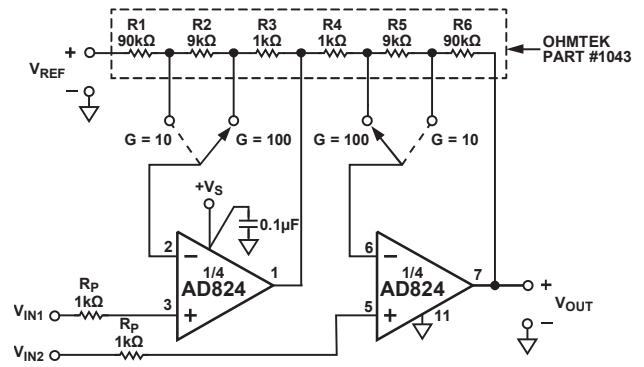 R1 R2 R3 R4 R5 R6
90kΩ 9kΩ 1kΩ 1kΩ 9kΩ 90kΩ
OHMTEK
PART #1043
+
VREF
−
G = 10 G = 100 G = 100 G = 10
+VS
0.1µF
2 − 6 −
1/4 1 1/4 7
AD824 AD824
3 + 5 + 11
+
VOUT
−
RP
1kΩ
VIN1
RP
1kΩ
VIN2